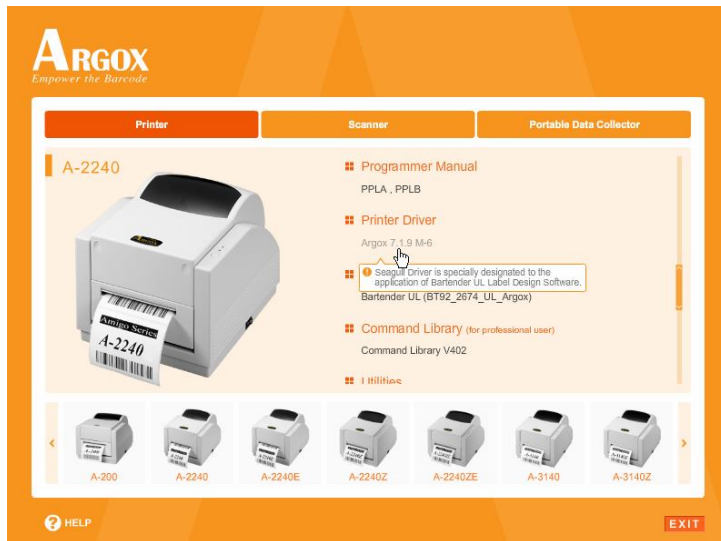 ARGOX
Empower the Barcode
Printer
Scanner
Portable Data Collector
A-2240
Argox
Amigo Series
A-2240
Programmer Manual
PPLA , PPLB
Printer Driver
Argox 7.1.9 M-6
Seagull Driver is specially designated to the
application of Bartender UL Label Design Software.
Bartender UL (BT92_2674_UL_Argox)
Command Library (for professional user)
Command Library V402
Utilities
A-200
A-2240
A-2240E
A-2240Z
A-2240ZE
A-3140
A-3140Z
? HELP
EXIT